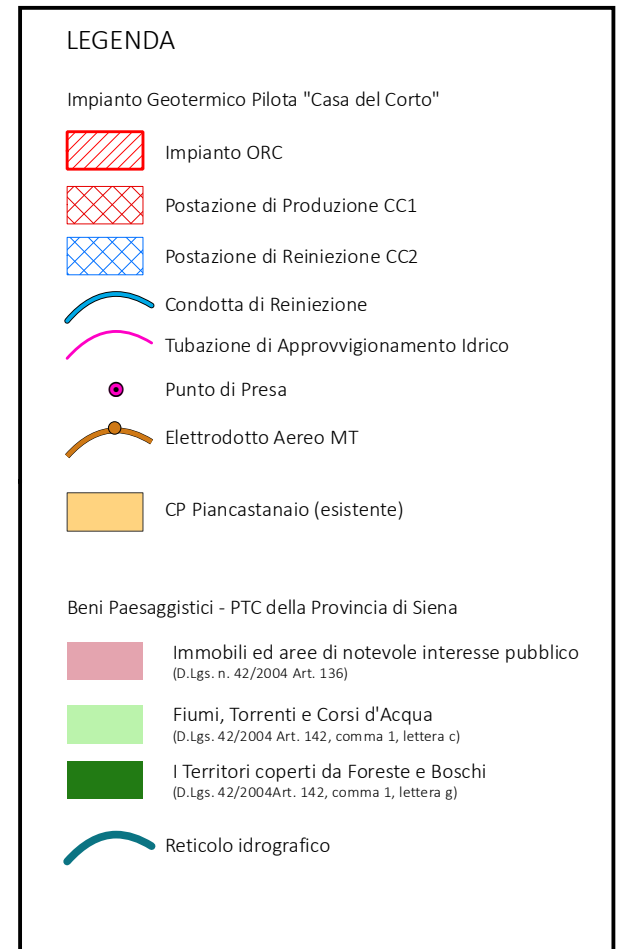 LEGENDA
Impianto Geotermico Pilota "Casa del Corto"
Impianto ORC
Postazione di Produzione CC1
Postazione di Reiniezione CC2
Condotta di Reiniezione
Tubazione di Approvvigionamento Idrico
Punto di Presa
Elettrodotto Aereo MT
CP Piancastanaio (esistente)
Beni Paesaggistici - PTC della Provincia di Siena
Immobili ed aree di notevole interesse pubblico
(D.Lgs. n. 42/2004 Art. 136)
Fiumi, Torrenti e Corsi d'Acqua
(D.Lgs. 42/2004 Art. 142, comma 1, lettera c)
I Territori coperti da Foreste e Boschi
(D.Lgs. 42/2004Art. 142, comma 1, lettera g)
Reticolo idrografico